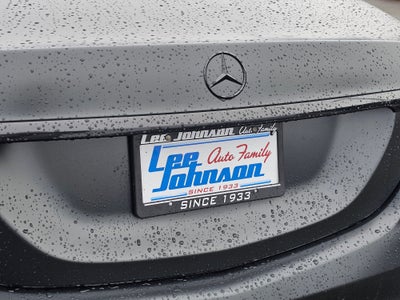 LEE JOHNSON Auto Family
Lee Auto Family
Johnson
SINCE 1933
SINCE 1933